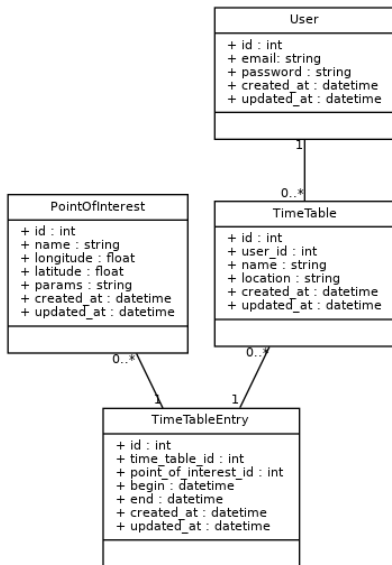 User
+ id : int
+ email: string
+ password : string
+ created_at : datetime
+ updated_at : datetime
1
0..*
PointOfInterest
+ id : int
+ name : string
+ longitude : float
+ latitude : float
+ params : string
+ created_at : datetime
+ updated_at : datetime
0..*
TimeTable
+ id : int
+ user_id : int
+ name : string
+ location : string
+ created_at : datetime
+ updated_at : datetime
0..*
1
1
TimeTableEntry
+ id : int
+ time_table_id : int
+ point_of_interest_id : int
+ begin : datetime
+ end : datetime
+ created_at : datetime
+ updated_at : datetime